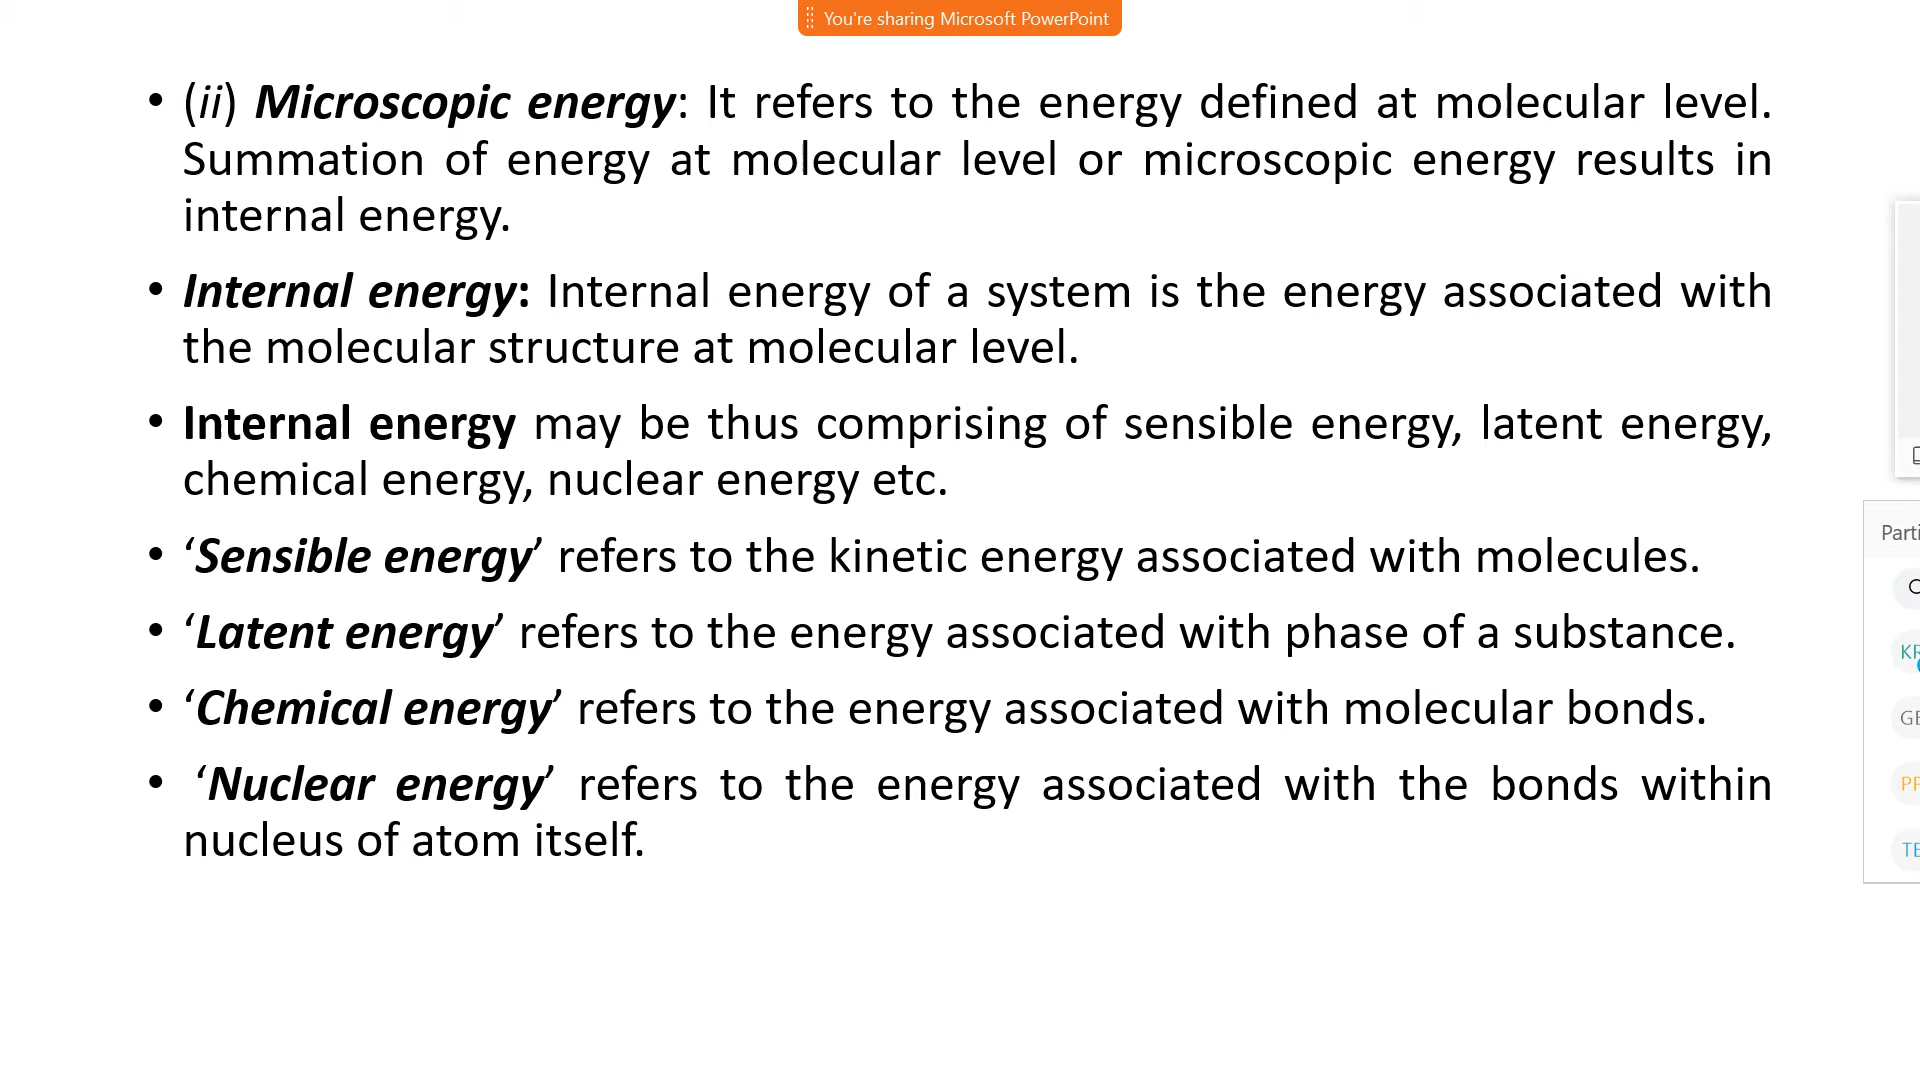 You're sharing Microsoft PowerPoint
• (ii) Microscopic energy: It refers to the energy defined at molecular level.
Summation of energy at molecular level or microscopic energy results in
internal energy.
• Internal energy: Internal energy of a system is the energy associated with
the molecular structure at molecular level.
• Internal energy may be thus comprising of sensible energy, latent energy,
chemical energy, nuclear energy etc.
• ‘Sensible energy’ refers to the kinetic energy associated with molecules.
• ‘Latent energy’ refers to the energy associated with phase of a substance.
• ‘Chemical energy’ refers to the energy associated with molecular bonds.
• ‘Nuclear energy’ refers to the energy associated with the bonds within
nucleus of atom itself.
Parti
KR
GE
PF
TE